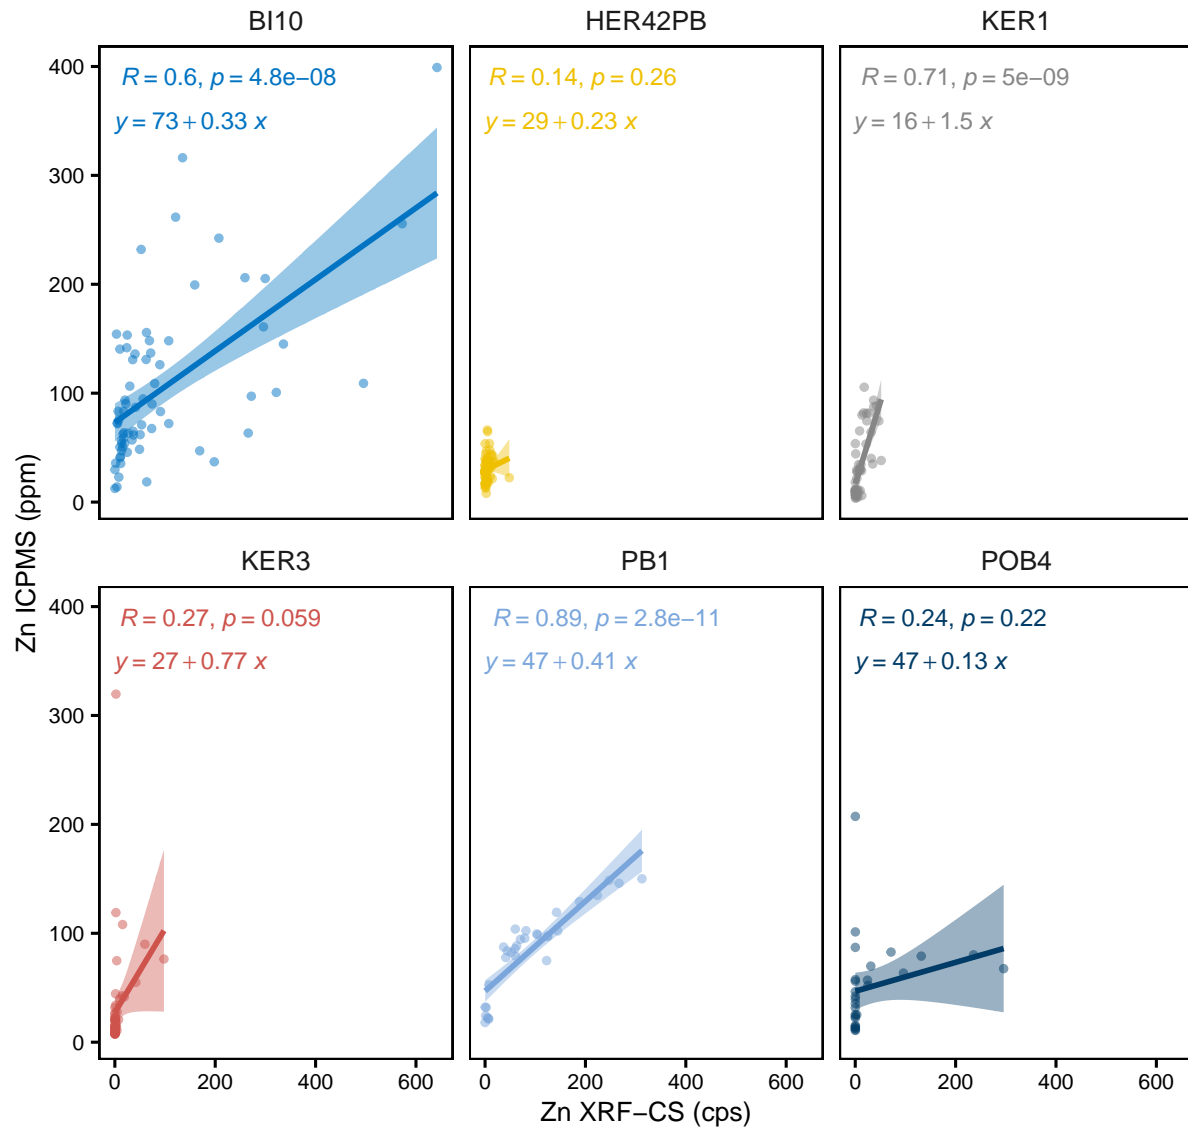 BI10
HER42PB
KER1
R = 0.6, p = 4.8e−08
y = 73 + 0.33 x
R = 0.14, p = 0.26
y = 29 + 0.23 x
R = 0.71, p = 5e−09
y = 16 + 1.5 x
400
300
200
100
0
KER3
PB1
POB4
R = 0.27, p = 0.059
y = 27 + 0.77 x
R = 0.89, p = 2.8e−11
y = 47 + 0.41 x
R = 0.24, p = 0.22
y = 47 + 0.13 x
400
300
200
100
0
0 200 400 600
0 200 400 600
0 200 400 600
Zn ICPMS (ppm)
Zn XRF−CS (cps)